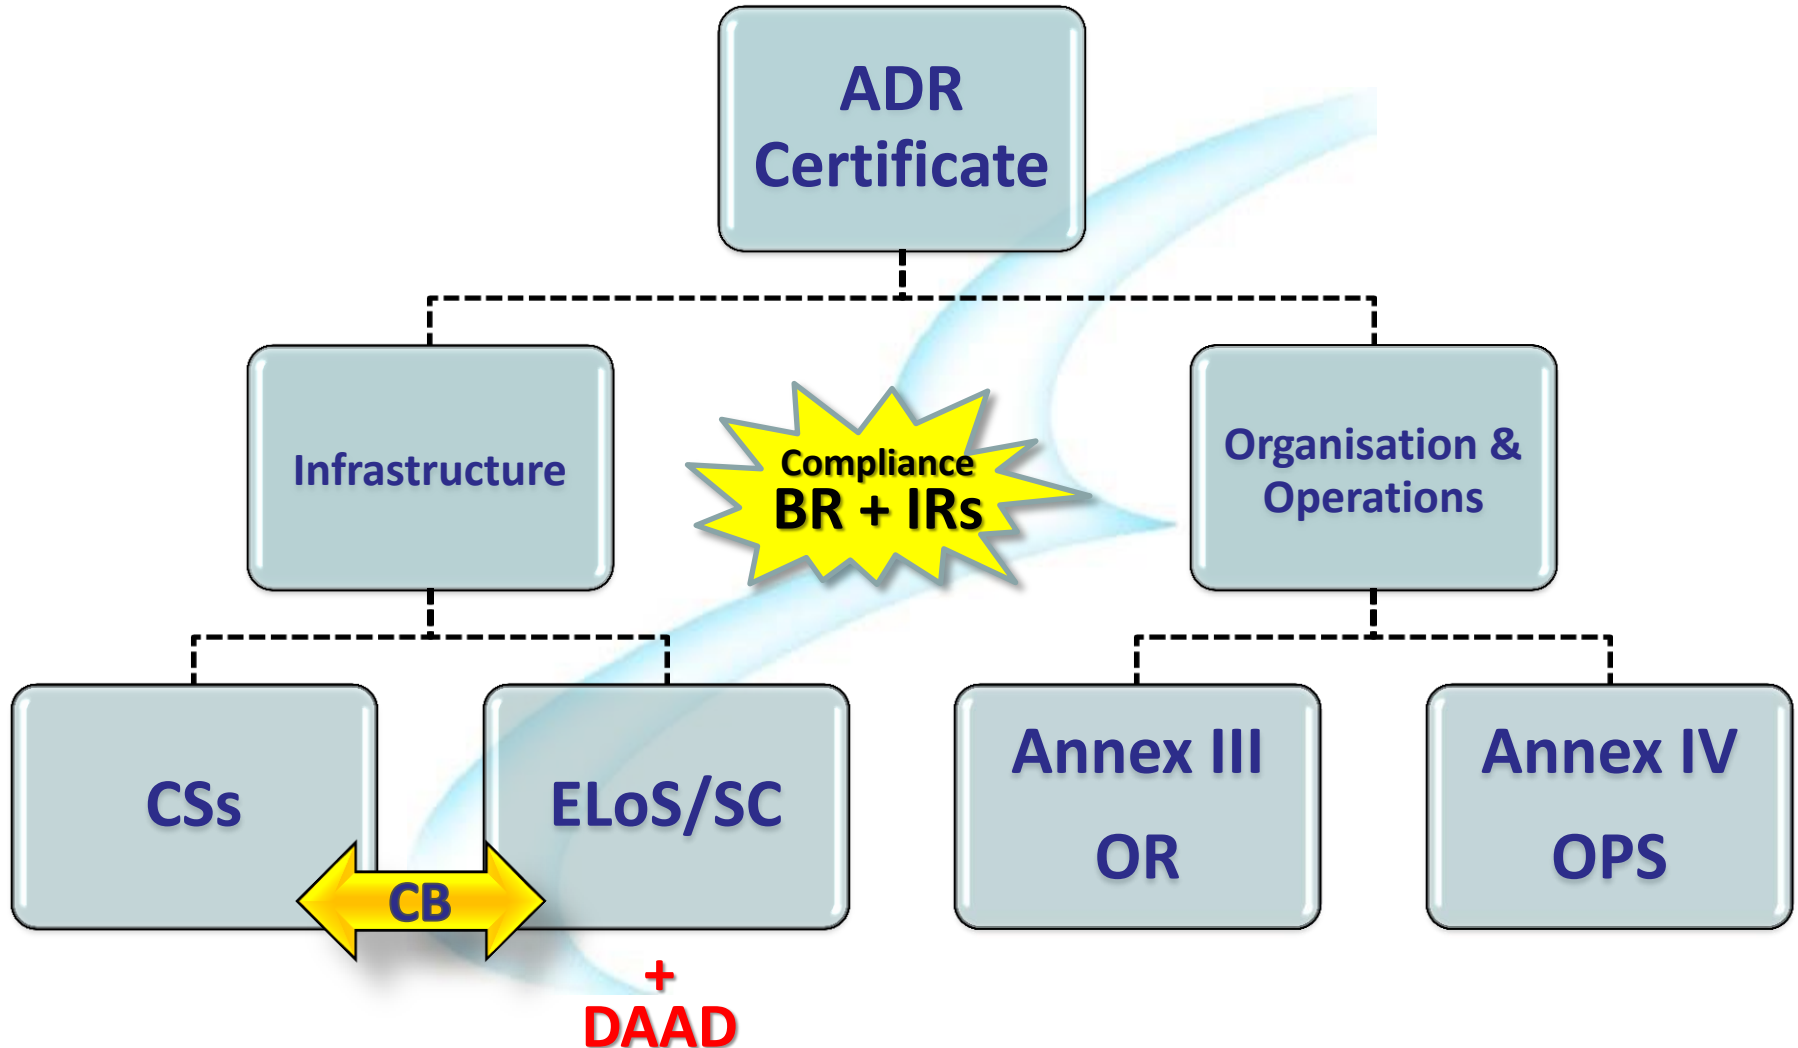 ADR
Certificate
Infrastructure
Compliance
BR + IRs
Organisation &
Operations
CSs
ELoS/SC
Annex III
OR
Annex IV
OPS
CB
+
DAAD